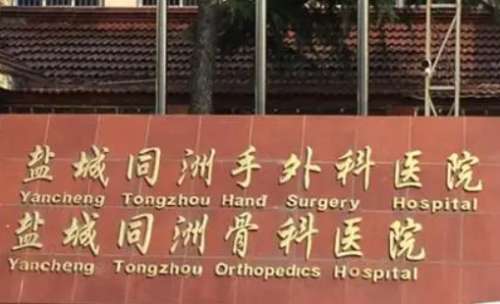 盐城同洲手外科医院
Yancheng Tongzhou Hand Surgery Hospital
盐城同洲骨科医院
Yancheng Tongzhou Orthopedics Hospital